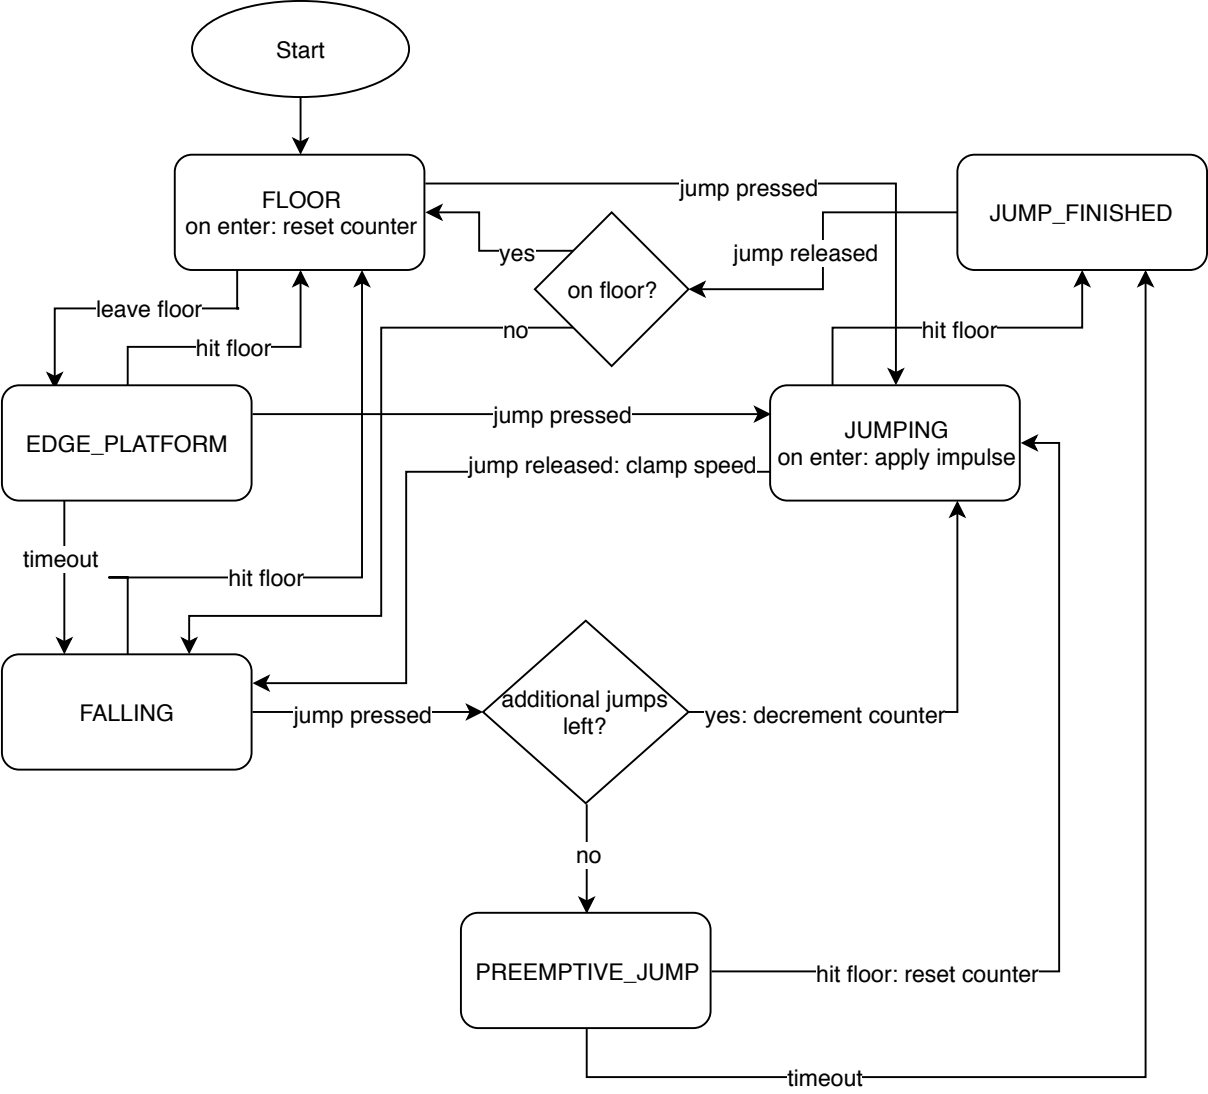 Start
FLOOR
on enter: reset counter
jump pressed
JUMP_FINISHED
yes
jump released
on floor?
leave floor
no
hit floor
hit floor
EDGE_PLATFORM
jump pressed
JUMPING
on enter: apply impulse
jump released: clamp speed
timeout
hit floor
FALLING
jump pressed
additional jumps
left?
yes: decrement counter
no
PREEMPTIVE_JUMP
hit floor: reset counter
timeout